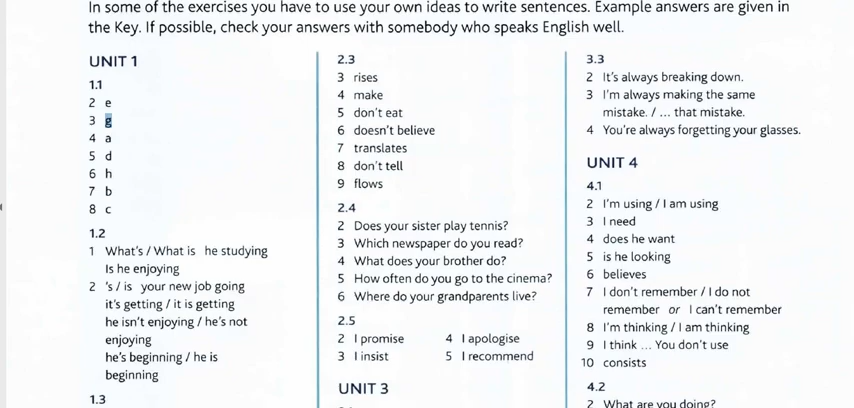 In some of the exercises you have to use your own ideas to write sentences. Example answers are given in
the Key. If possible, check your answers with somebody who speaks English well.
UNIT 1
1.1
2 e
3 g
4 a
5 d
6 h
7 b
8 c
1.2
1 What's / What is he studying
Is he enjoying
2 's / is your new job going
it's getting / it is getting
he isn't enjoying / he's not
enjoying
he's beginning / he is
beginning
1.3
2.3
3 rises
4 make
5 don't eat
6 doesn't believe
7 translates
8 don't tell
9 flows
2.4
2 Does your sister play tennis?
3 Which newspaper do you read?
4 What does your brother do?
5 How often do you go to the cinema?
6 Where do your grandparents live?
2.5
2 I promise 4 I apologise
3 I insist 5 I recommend
UNIT 3
3.3
2 It's always breaking down.
3 I'm always making the same
mistake. / ... that mistake.
4 You're always forgetting your glasses.
UNIT 4
4.1
2 I'm using / I am using
3 I need
4 does he want
5 is he looking
6 believes
7 I don't remember / I do not
remember or I can't remember
8 I'm thinking / I am thinking
9 I think ... You don't use
10 consists
4.2
2 What are you doing?